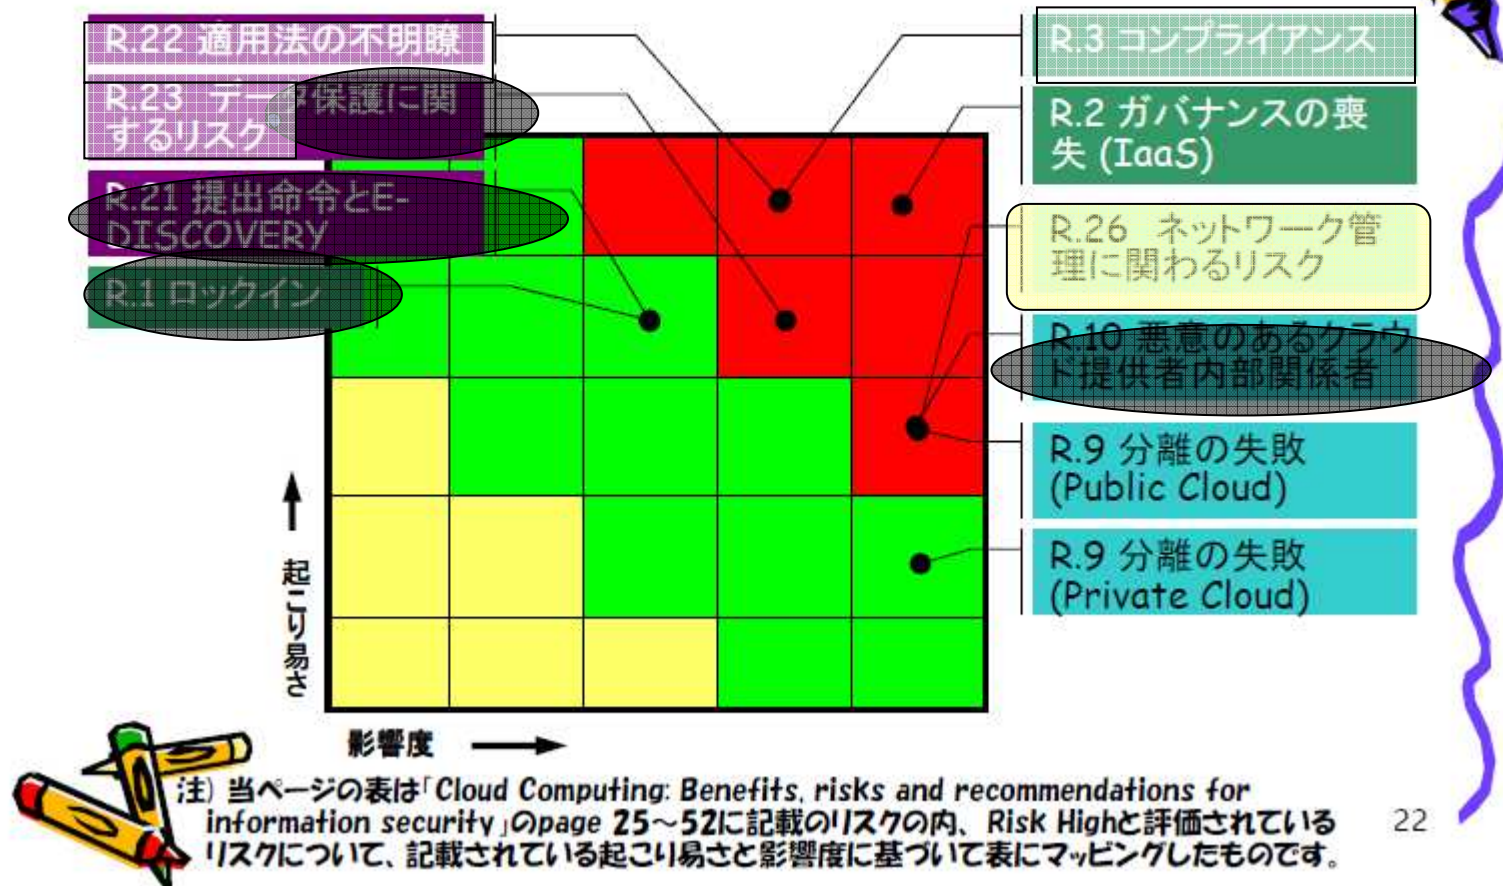 R.22 適用法の不明瞭
R.23 データ保護に関
するリスク
R.21 提出命令とE-
DISCOVERY
R.1 ロックイン
R.3 コンプライアンス
R.2 ガバナンスの喪
失 (IaaS)
R.26 ネットワーク管
理に関わるリスク
R.10 悪意のあるクラウ
ド提供者内部関係者
R.9 分離の失敗
(Public Cloud)
R.9 分離の失敗
(Private Cloud)
起こり易さ
影響度
注) 当ページの表は「Cloud Computing: Benefits, risks and recommendations for
information security」のpage 25～52に記載のリスクの内、Risk Highと評価されている
リスクについて、記載されている起こり易さと影響度に基づいて表にマッピングしたものです。
22